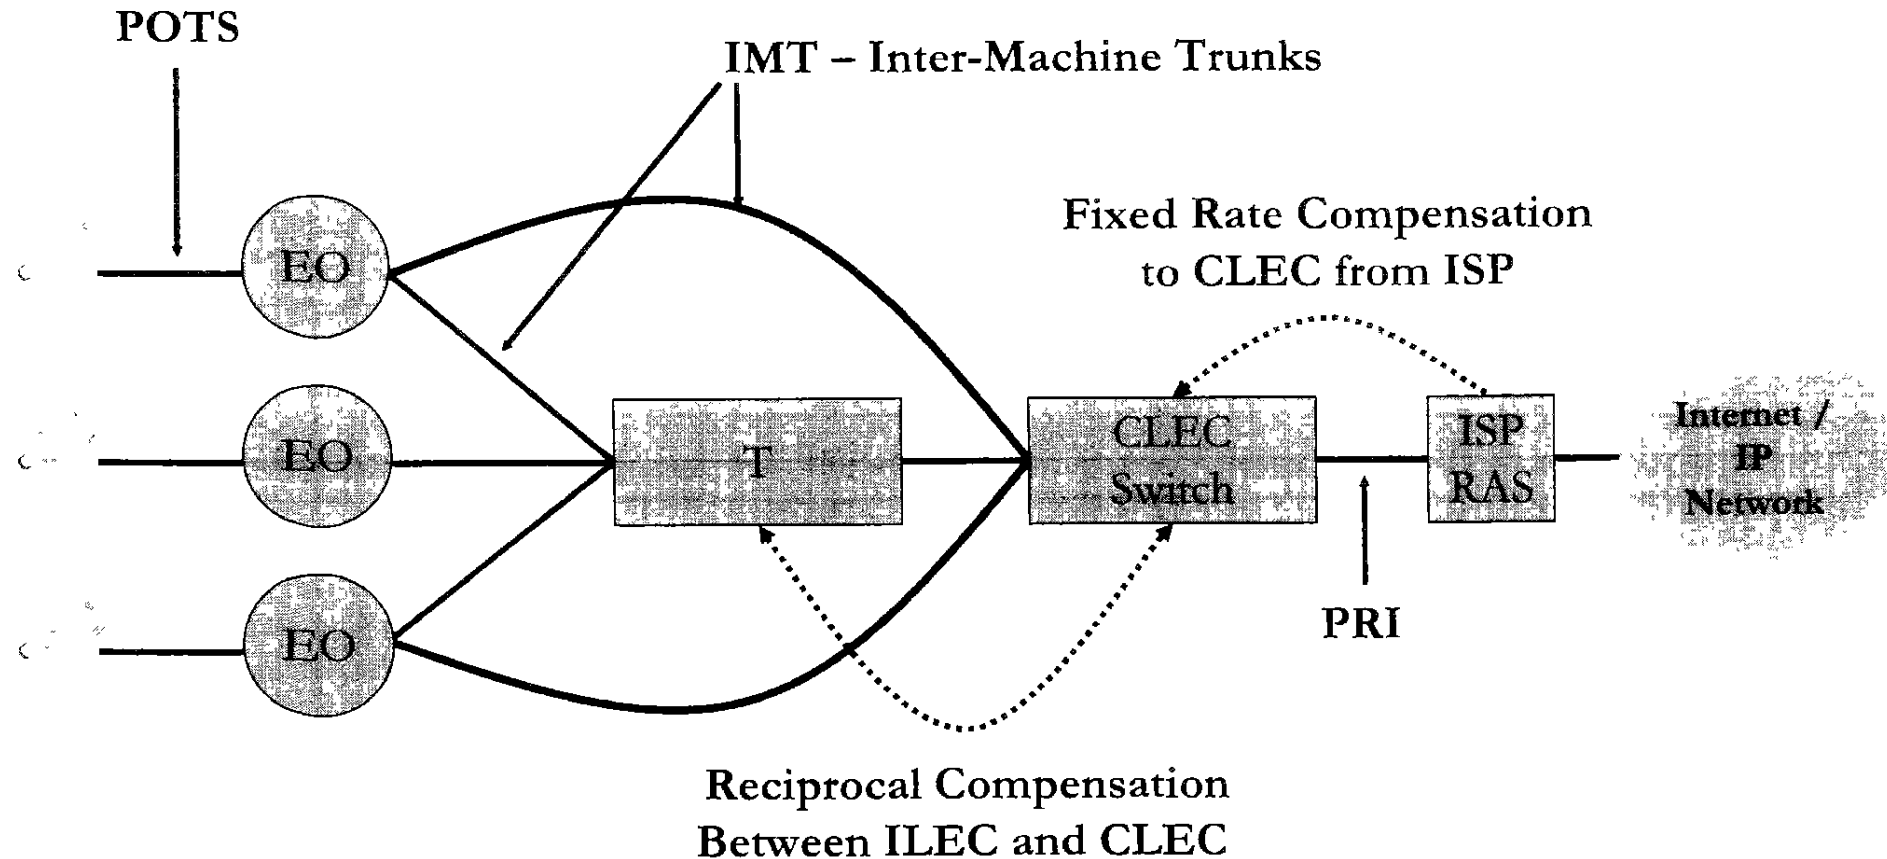 POTS
IMT – Inter-Machine Trunks
Fixed Rate Compensation
to CLEC from ISP
EO
EO
EO
T
CLEC
Switch
ISP
RAS
Internet /
IP
Network
PRI
Reciprocal Compensation
Between ILEC and CLEC